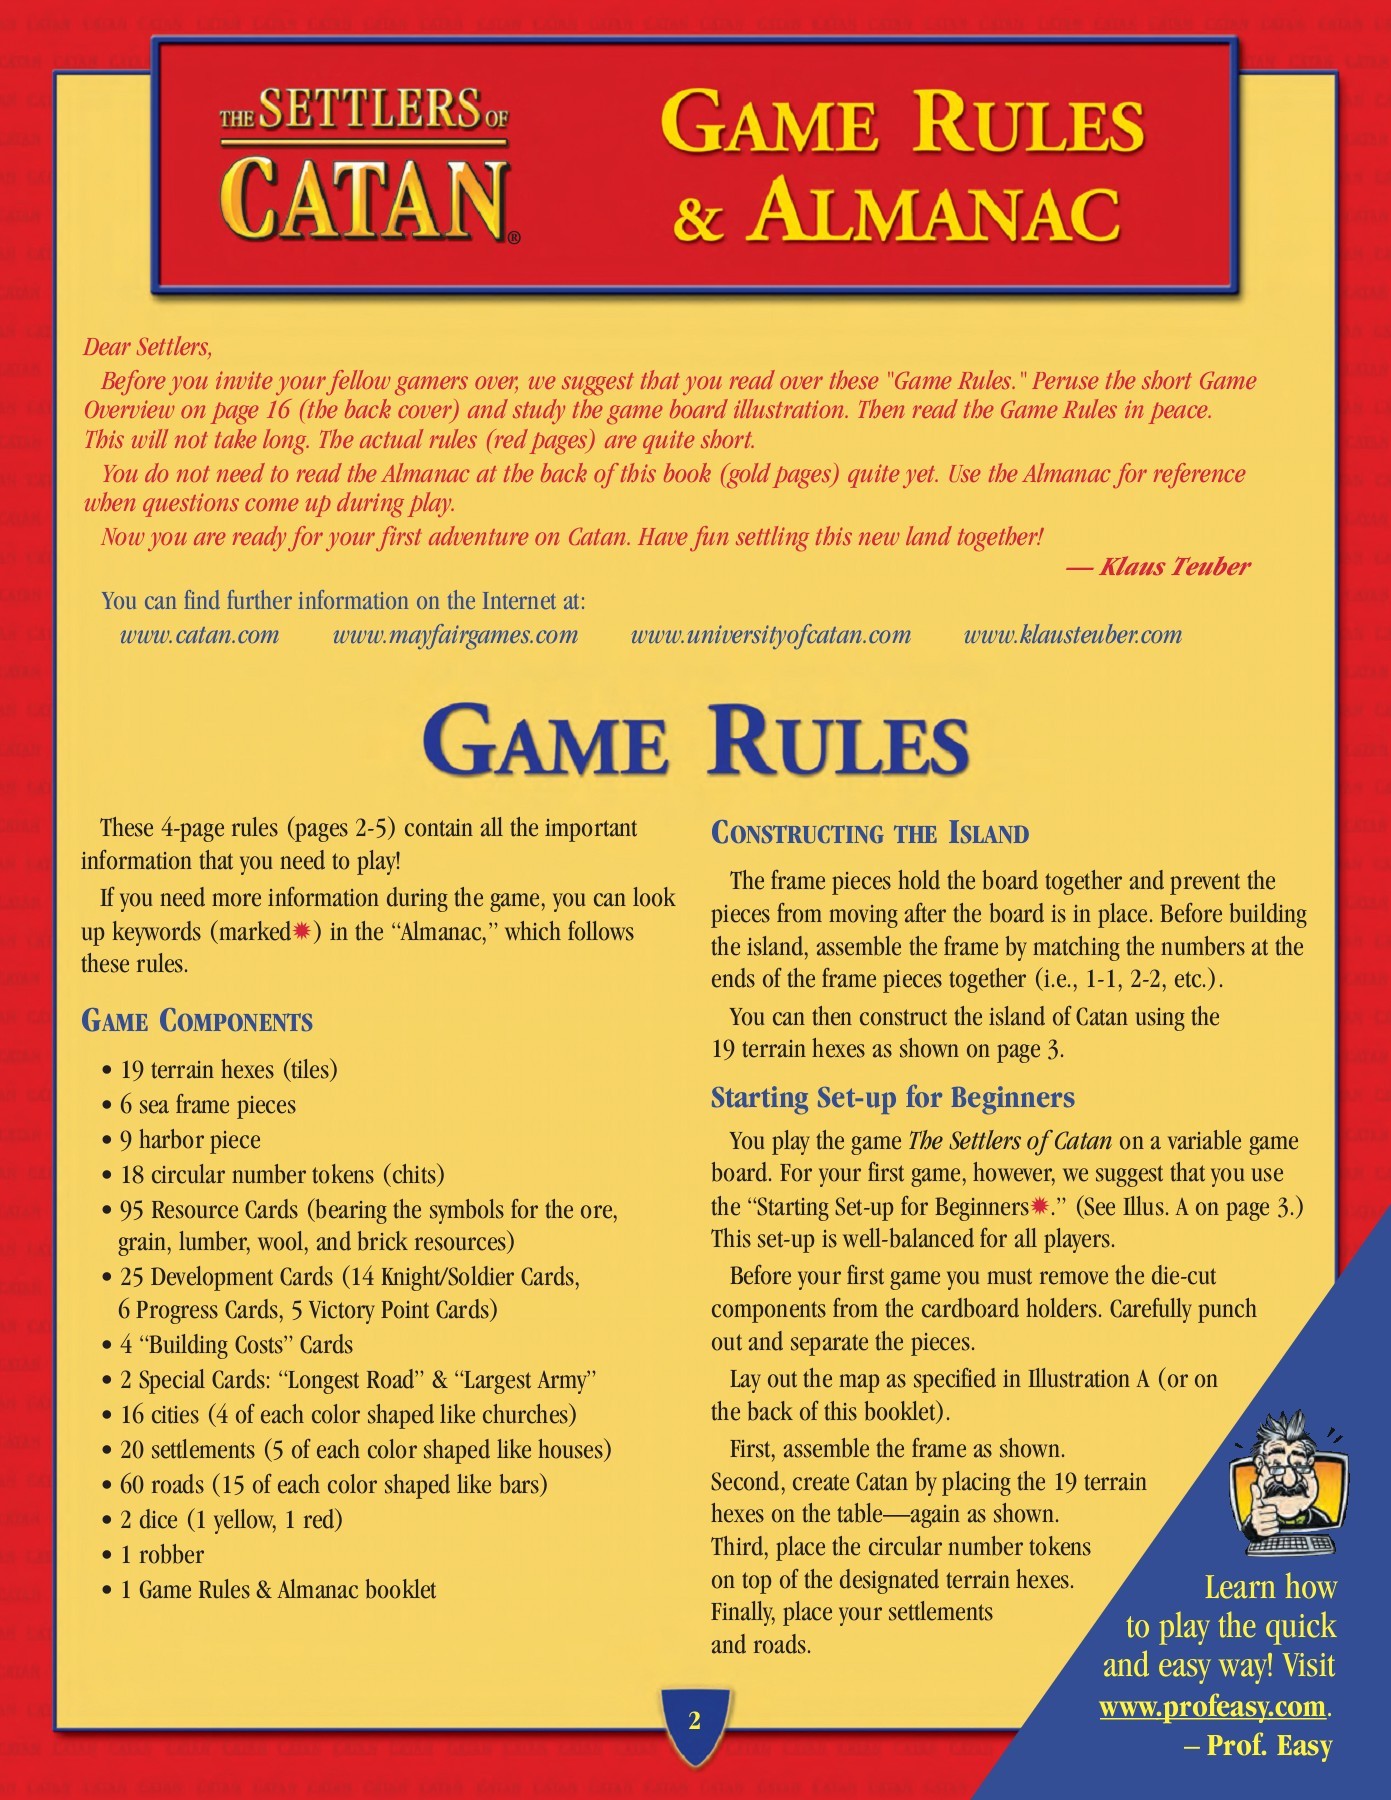 THE SETTLERS OF
CATAN®
GAME RULES
& ALMANAC
Dear Settlers,
Before you invite your fellow gamers over, we suggest that you read over these "Game Rules." Peruse the short Game
Overview on page 16 (the back cover) and study the game board illustration. Then read the Game Rules in peace.
This will not take long. The actual rules (red pages) are quite short.
You do not need to read the Almanac at the back of this book (gold pages) quite yet. Use the Almanac for reference
when questions come up during play.
Now you are ready for your first adventure on Catan. Have fun settling this new land together!
— Klaus Teuber
You can find further information on the Internet at:
www.catan.com www.mayfairgames.com www.universityofcatan.com www.klausteuber.com
GAME RULES
These 4-page rules (pages 2-5) contain all the important
information that you need to play!
If you need more information during the game, you can look
up keywords (marked✹) in the “Almanac,” which follows
these rules.
GAME COMPONENTS
• 19 terrain hexes (tiles)
• 6 sea frame pieces
• 9 harbor piece
• 18 circular number tokens (chits)
• 95 Resource Cards (bearing the symbols for the ore,
grain, lumber, wool, and brick resources)
• 25 Development Cards (14 Knight/Soldier Cards,
6 Progress Cards, 5 Victory Point Cards)
• 4 “Building Costs” Cards
• 2 Special Cards: “Longest Road” & “Largest Army”
• 16 cities (4 of each color shaped like churches)
• 20 settlements (5 of each color shaped like houses)
• 60 roads (15 of each color shaped like bars)
• 2 dice (1 yellow, 1 red)
• 1 robber
• 1 Game Rules & Almanac booklet
CONSTRUCTING THE ISLAND
The frame pieces hold the board together and prevent the
pieces from moving after the board is in place. Before building
the island, assemble the frame by matching the numbers at the
ends of the frame pieces together (i.e., 1-1, 2-2, etc.).
You can then construct the island of Catan using the
19 terrain hexes as shown on page 3.
Starting Set-up for Beginners
You play the game The Settlers of Catan on a variable game
board. For your first game, however, we suggest that you use
the “Starting Set-up for Beginners✹.” (See Illus. A on page 3.)
This set-up is well-balanced for all players.
Before your first game you must remove the die-cut
components from the cardboard holders. Carefully punch
out and separate the pieces.
Lay out the map as specified in Illustration A (or on
the back of this booklet).
First, assemble the frame as shown.
Second, create Catan by placing the 19 terrain
hexes on the table—again as shown.
Third, place the circular number tokens
on top of the designated terrain hexes.
Finally, place your settlements
and roads.
Learn how
to play the quick
and easy way! Visit
www.profeasy.com.
– Prof. Easy
2